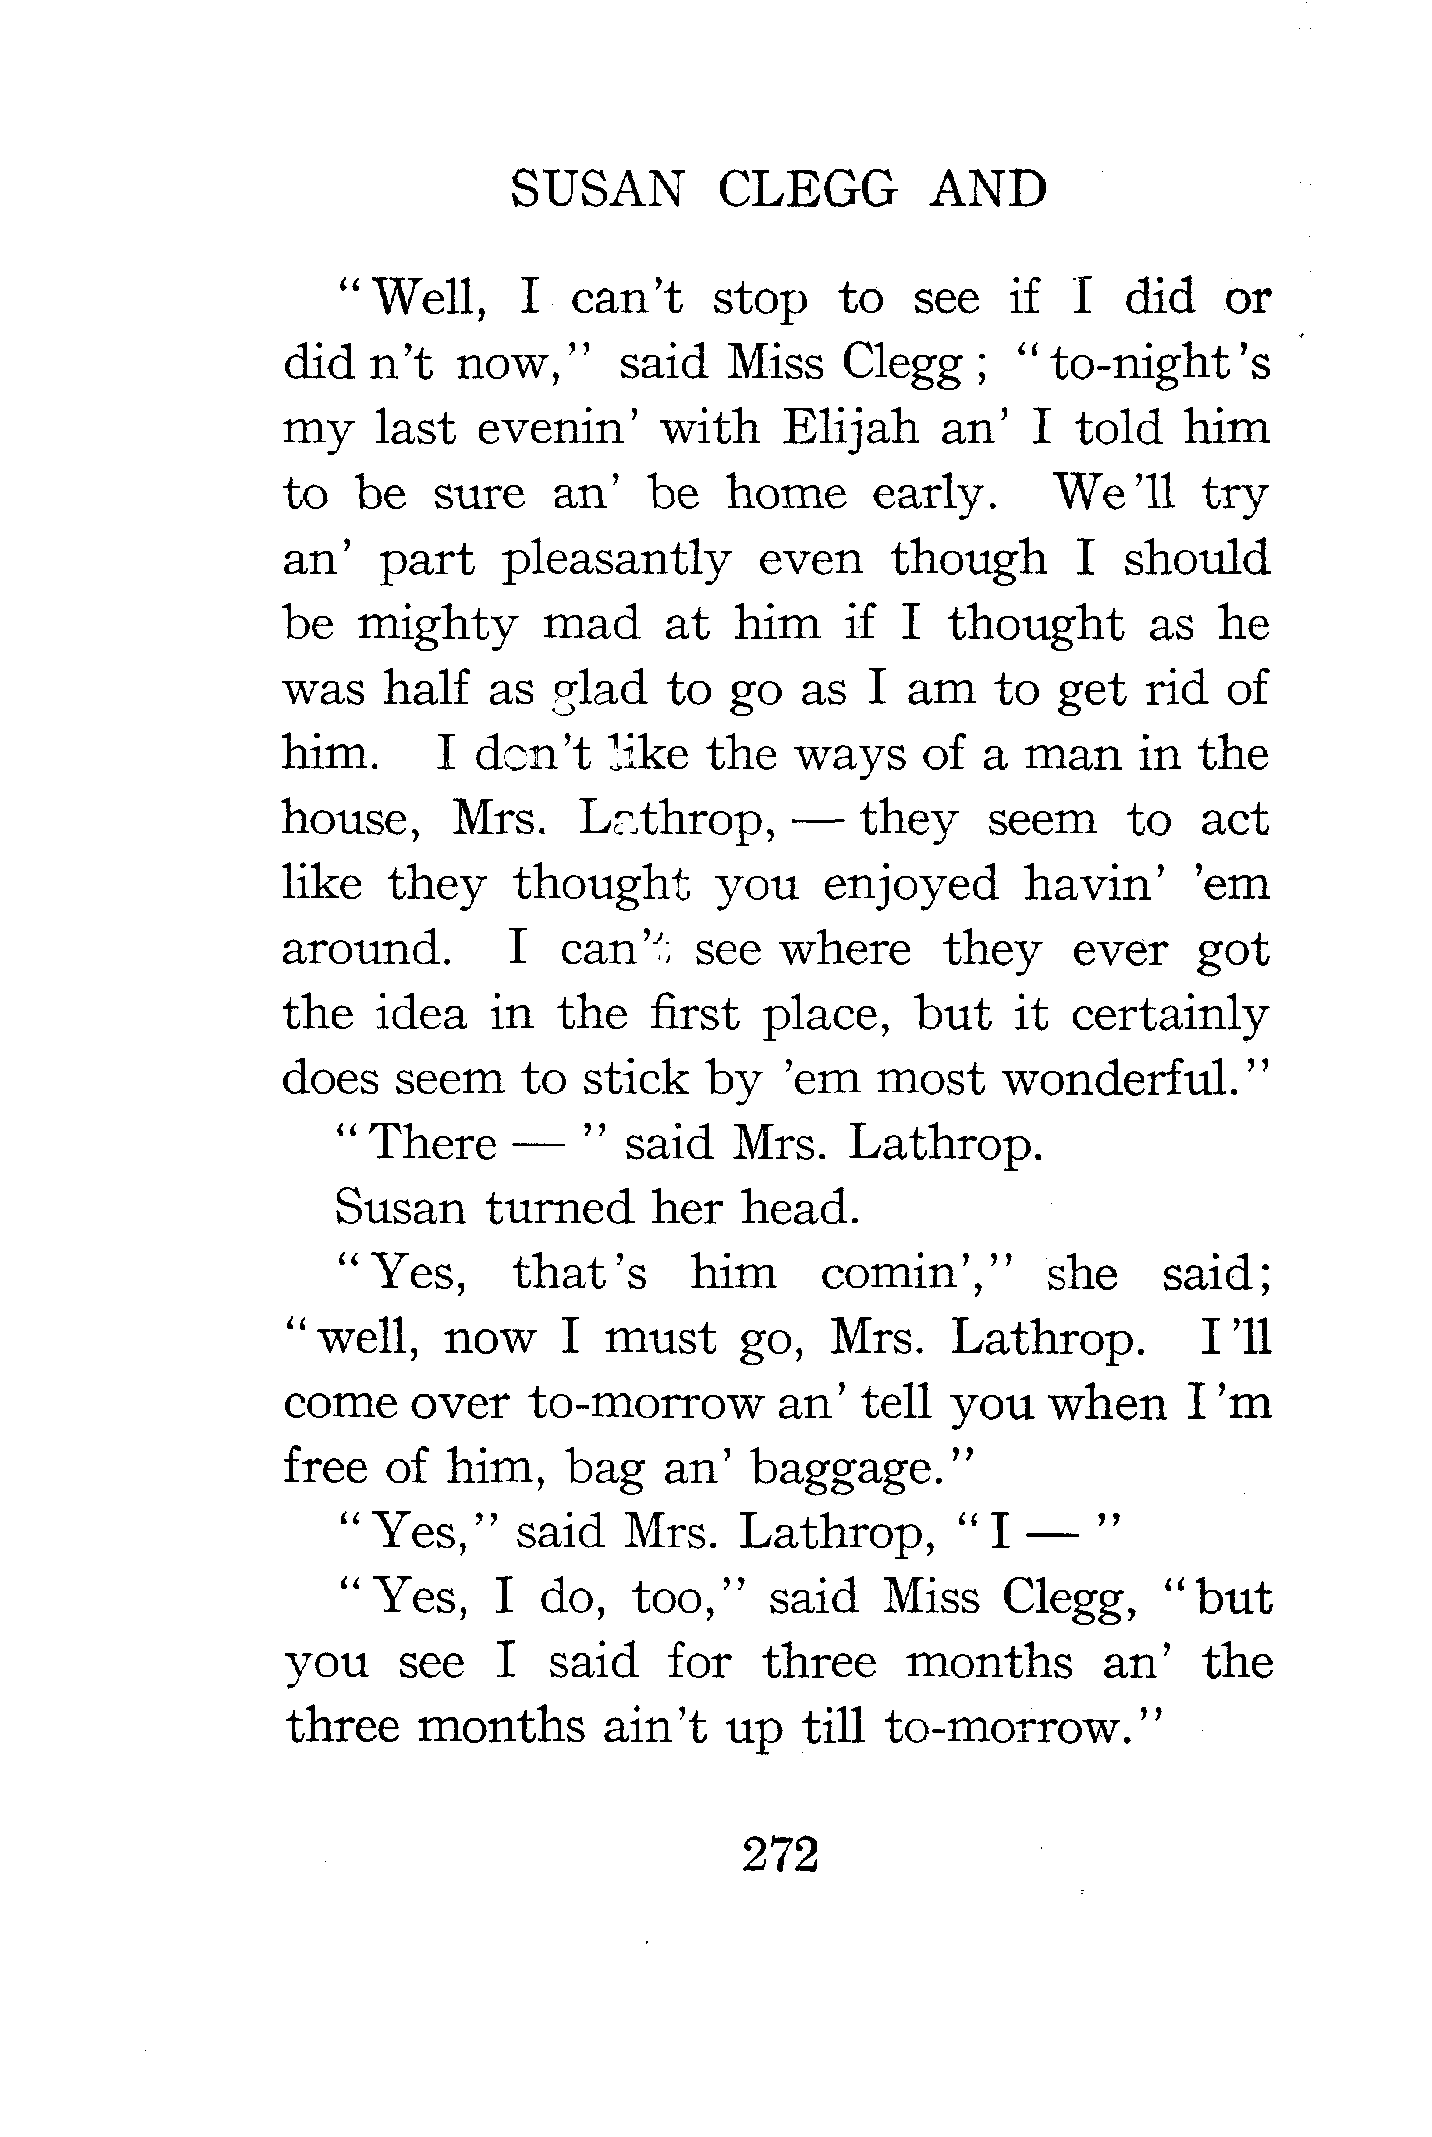 SUSAN CLEGG AND
“Well, I can't stop to see if I did or
did n't now,” said Miss Clegg; “to-night's
my last evenin' with Elijah an' I told him
to be sure an' be home early. We'll try
an' part pleasantly even though I should
be mighty mad at him if I thought as he
was half as glad to go as I am to get rid of
him. I don't like the ways of a man in the
house, Mrs. Lathrop, — they seem to act
like they thought you enjoyed havin' 'em
around. I can't see where they ever got
the idea in the first place, but it certainly
does seem to stick by 'em most wonderful.”
“There — ” said Mrs. Lathrop.
Susan turned her head.
“Yes, that's him comin',” she said;
“well, now I must go, Mrs. Lathrop. I'll
come over to-morrow an' tell you when I'm
free of him, bag an' baggage.”
“Yes,” said Mrs. Lathrop, “I — ”
“Yes, I do, too,” said Miss Clegg, “but
you see I said for three months an' the
three months ain't up till to-morrow.”
272